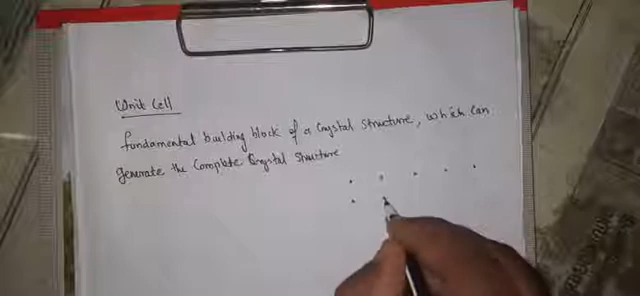 Unit Cell
fundamental building block of a Crystal Structure, which can
generate the Complete Crystal Structure